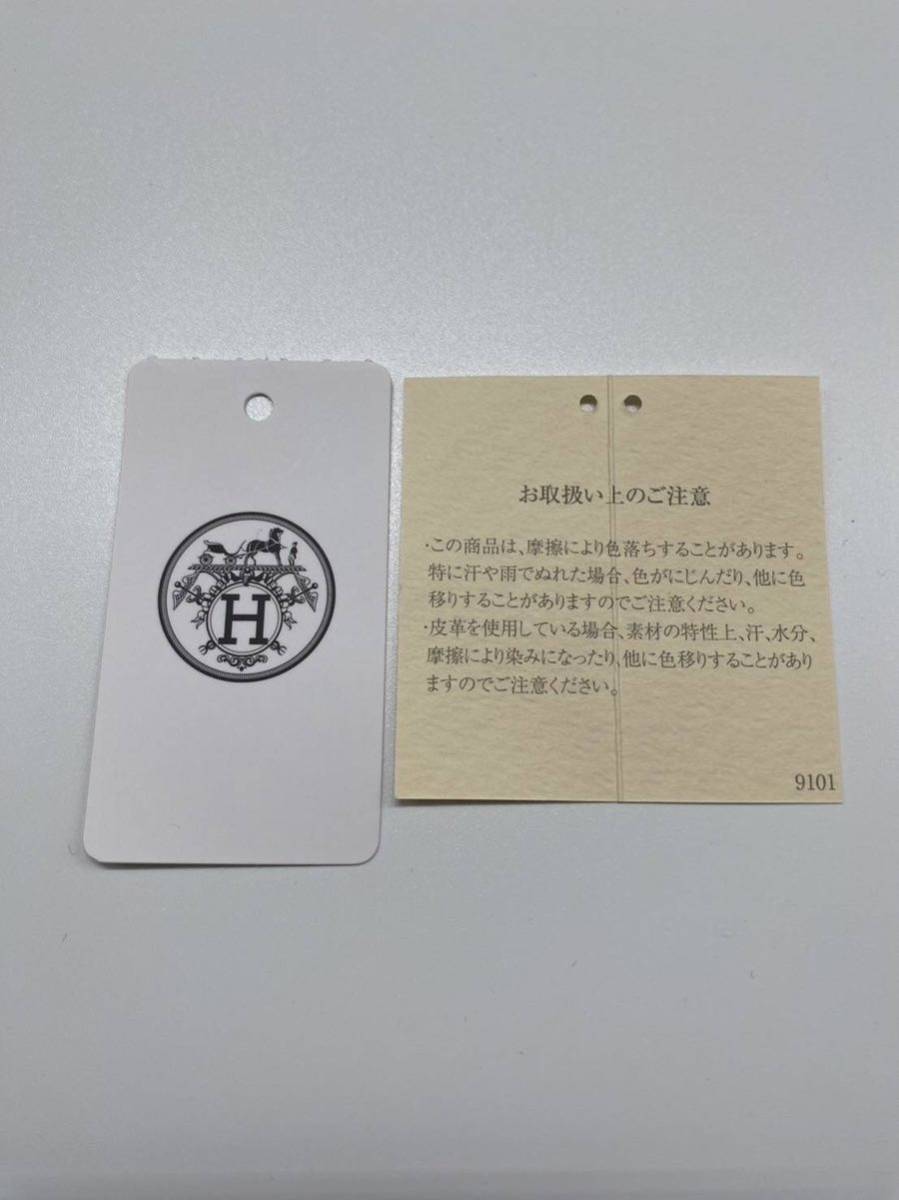 H
お取扱い上のご注意
・この商品は、摩擦により色落ちすることがあります。
特に汗や雨でぬれた場合、色がにじんだり、他に色
移りすることがありますのでご注意ください。
・皮革を使用している場合、素材の特性上、汗、水分、
摩擦により染みになったり、他に色移りすることがあり
ますのでご注意ください。
9101